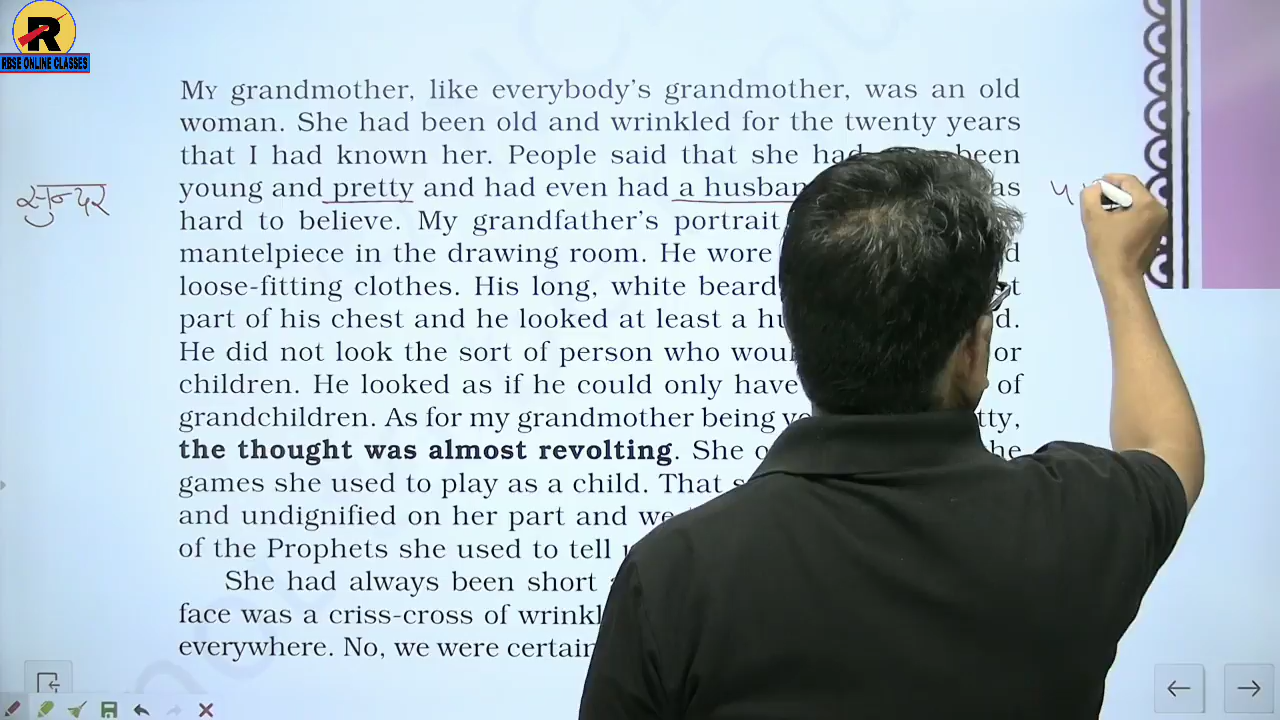 R
RBSE ONLINE CLASSES
MY grandmother, like everybody's grandmother, was an old
woman. She had been old and wrinkled for the twenty years
that I had known her. People said that she had been
young and pretty and had even had a husban as
hard to believe. My grandfather's portrait
mantelpiece in the drawing room. He wore
loose-fitting clothes. His long, white beard
part of his chest and he looked at least a
He did not look the sort of person who or
children. He looked as if he could only have of
grandchildren. As for my grandmother being
the thought was almost revolting. She
games she used to play as a child. That
and undignified on her part and we
of the Prophets she used to tell
She had always been short
face was a criss-cross of
everywhere. No, we were
सुन्दर